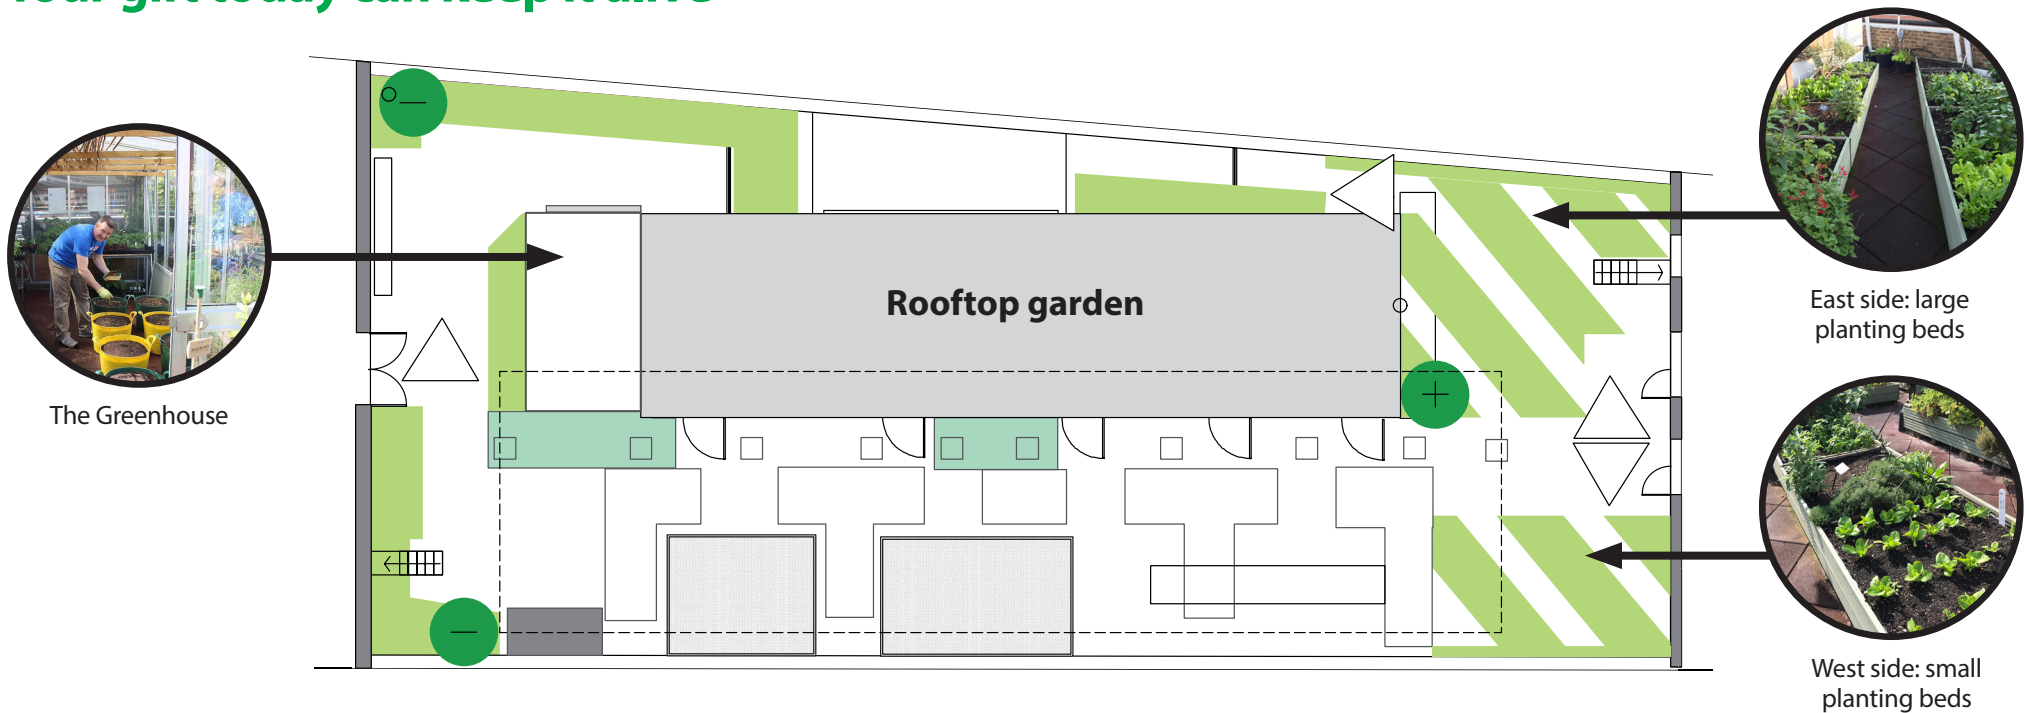 The Greenhouse
Rooftop garden
East side: large
planting beds
West side: small
planting beds